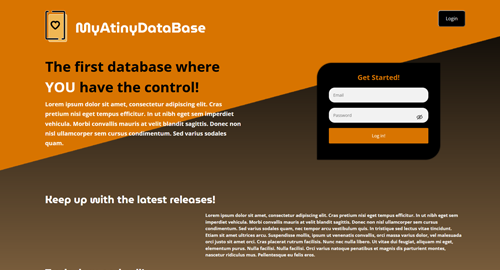 MyAtinyDataBase
Login
The first database where
YOU have the control!
Lorem ipsum dolor sit amet, consectetur adipiscing elit. Cras
pretium nisi eget tempus efficitur. In ut nibh eget sem imperdiet
vehicula. Morbi convallis mauris at velit blandit sagittis. Donec non
nisl ullamcorper sem cursus condimentum. Sed varius sodales
quam.
Get Started!
Email
Password
Log in!
Keep up with the latest releases!
Lorem ipsum dolor sit amet, consectetur adipiscing elit. Cras pretium nisi eget tempus efficitur. In ut nibh eget sem
imperdiet vehicula. Morbi convallis mauris at velit blandit sagittis. Donec non nisl ullamcorper sem cursus
condimentum. Sed varius sodales quam, nec tempor arcu vestibulum quis. In tristique sed lectus vitae tincidunt.
Etiam sit amet ultrices arcu. Suspendisse mollis, ipsum ut venenatis convallis, orci massa varius dolor, vel malesuada
orci justo sit amet orci. Cras placerat rutrum facilisis. Nunc nec nulla libero. Ut vitae dui feugiat, aliquam mi eget,
elementum purus. Nulla facilisi. Nulla facilisi. Orci varius natoque penatibus et magnis dis parturient montes,
nascetur ridiculus mus. Pellentesque eu felis eros.